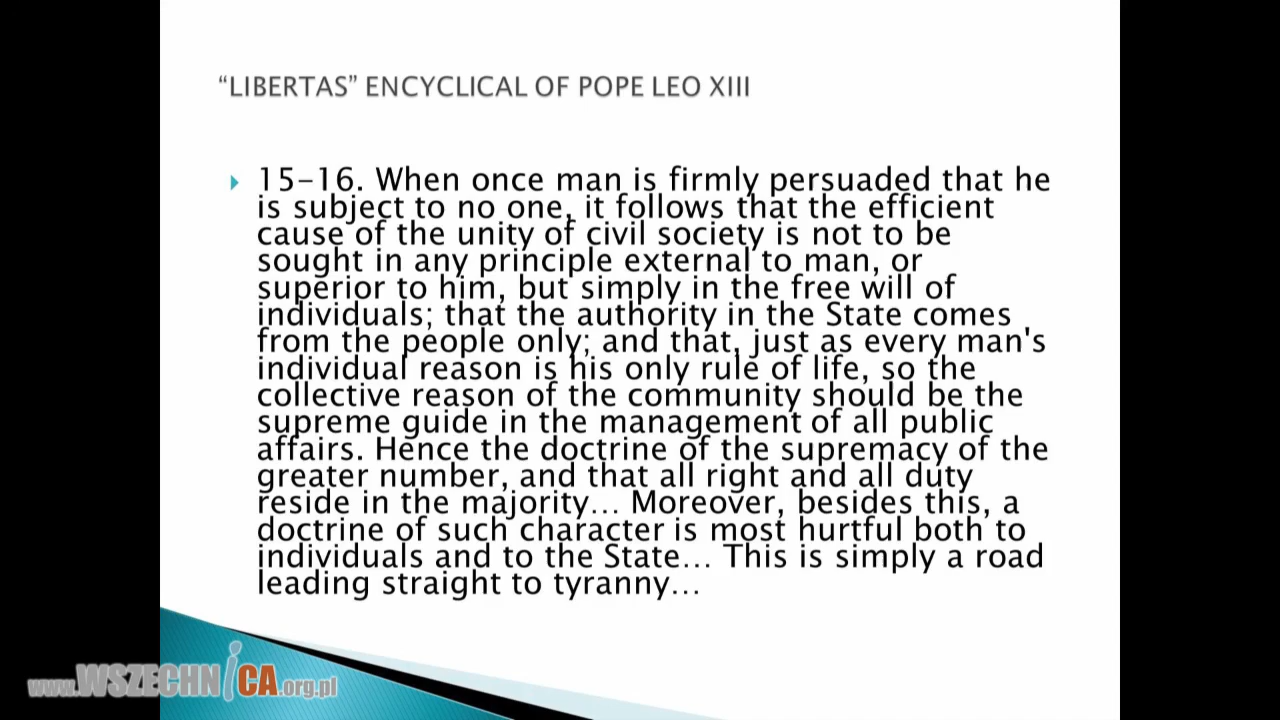 “LIBERTAS” ENCYCLICAL OF POPE LEO XIII
15-16. When once man is firmly persuaded that he
is subject to no one, it follows that the efficient
cause of the unity of civil society is not to be
sought in any principle external to man, or
superior to him, but simply in the free will of
individuals; that the authority in the State comes
from the people only; and that, just as every man's
individual reason is his only rule of life, so the
collective reason of the community should be the
supreme guide in the management of all public
affairs. Hence the doctrine of the supremacy of the
greater number, and that all right and all duty
reside in the majority… Moreover, besides this, a
doctrine of such character is most hurtful both to
individuals and to the State… This is simply a road
leading straight to tyranny…
www.WSZECHNiCA.org.pl